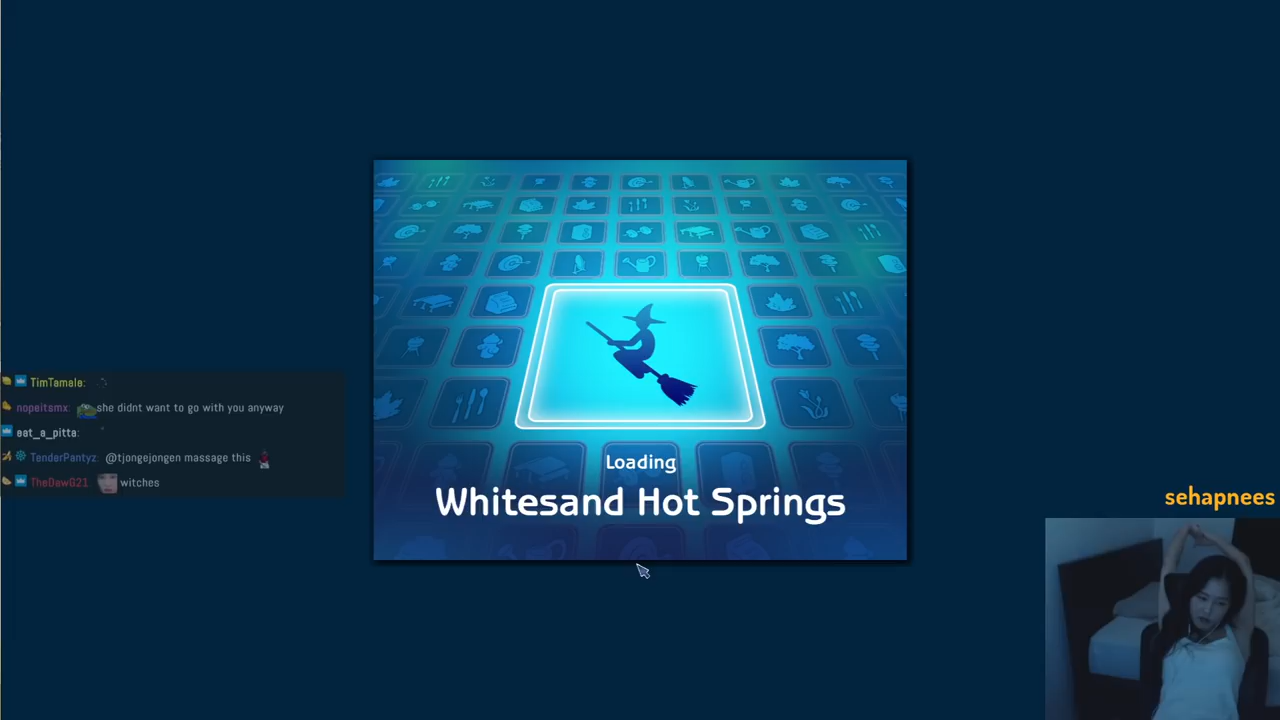 TimTamale:
nopeitsmx: she didnt want to go with you anyway
eat_a_pitta:
TenderPantyz: @tjongejongen massage this
TheDawG21 witches
Loading
Whitesand Hot Springs
sehapnees